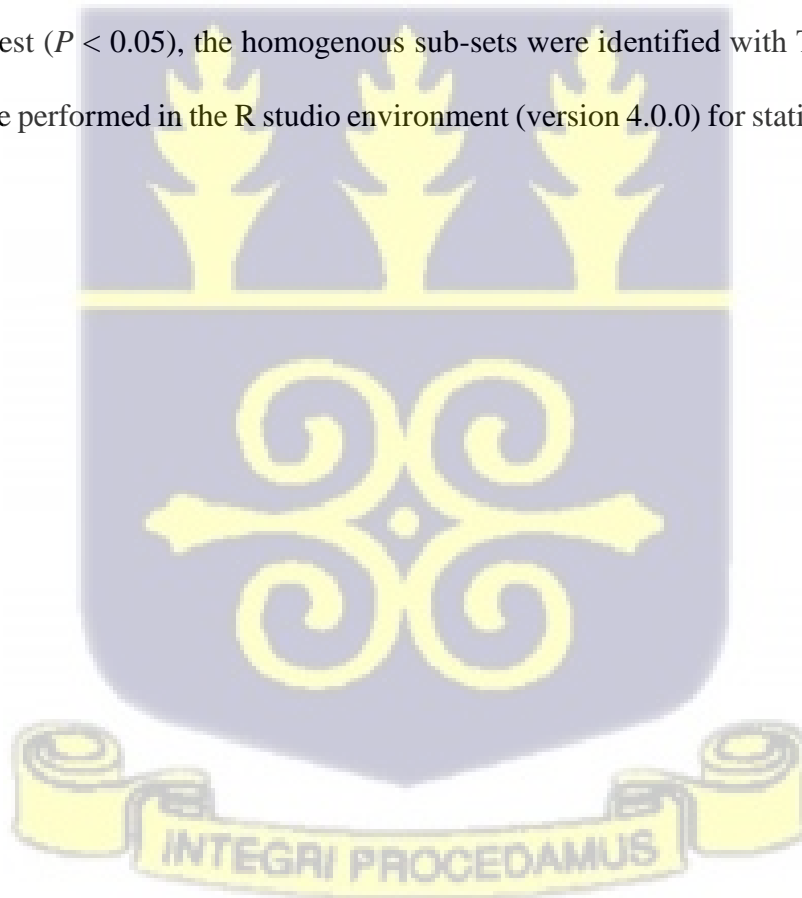 est (P < 0.05), the homogenous sub-sets were identified with
e performed in the R studio environment (version 4.0.0) for stati
INTEGRI PROCEDAMUS